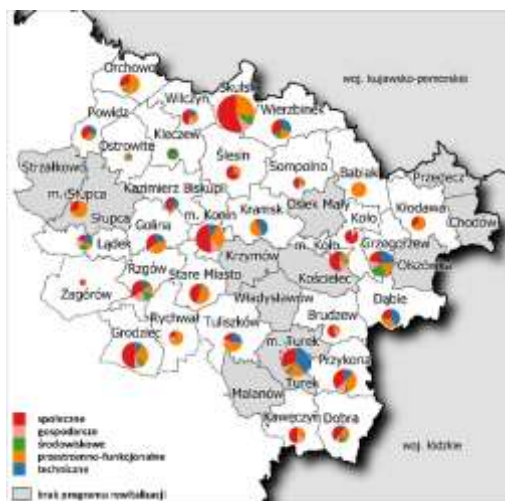 Orchowo
Skulsk
woj. kujawsko-pomorskie
Wilczyn
Wierzbinek
Powidz
Ostrowite
Kleczew
Ślesin
Sompolno
Babiak
Przedecz
Strzałkowo
m. Słupca
Słupca
Kazimierz Biskupi
Kramsk
Osiek Mały
Koło
Kłodawa
Chodów
Lądek
Golina
m. Konin
m. Koło
Grzegorzew
Olszówka
Krzymów
Kościelec
Zagórów
Rzgów
Stare Miasto
Władysławów
Dąbie
Rychwał
Tuliszków
Brudzew
Grodziec
m. Turek
Turek
Przykona
Malanów
Kawęczyn
Dobra
woj. łódzkie
społeczne
gospodarcze
środowiskowe
przestrzenno-funkcjonalne
techniczne
brak programu rewitalizacji